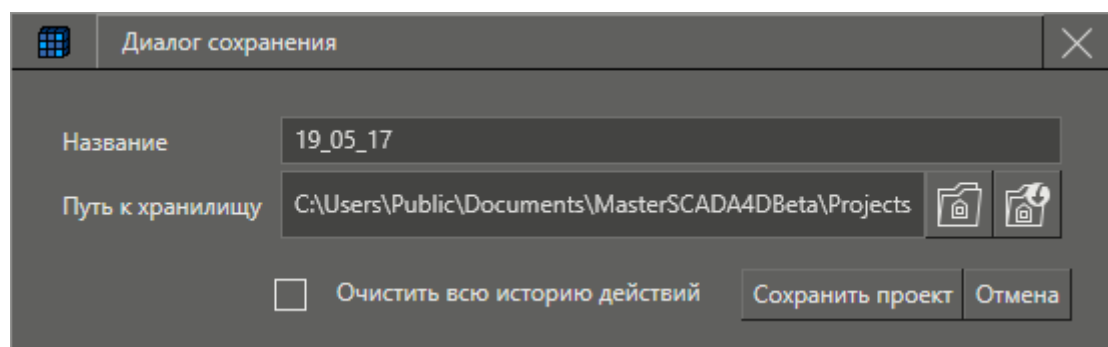 Диалог сохранения
Название 19_05_17
Путь к хранилищу C:\Users\Public\Documents\MasterSCADA4DBeta\Projects
Очистить всю историю действий Сохранить проект Отмена